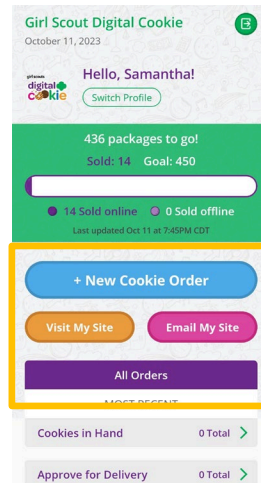 Girl Scout Digital Cookie
October 11, 2023
girl scouts
digital
cookie
Hello, Samantha!
Switch Profile
436 packages to go!
Sold: 14 Goal: 450
14 Sold online 0 Sold offline
Last updated Oct 11 at 7:45PM CDT
+ New Cookie Order
Visit My Site Email My Site
All Orders
MOST RECENT
Cookies in Hand 0 Total
Approve for Delivery 0 Total